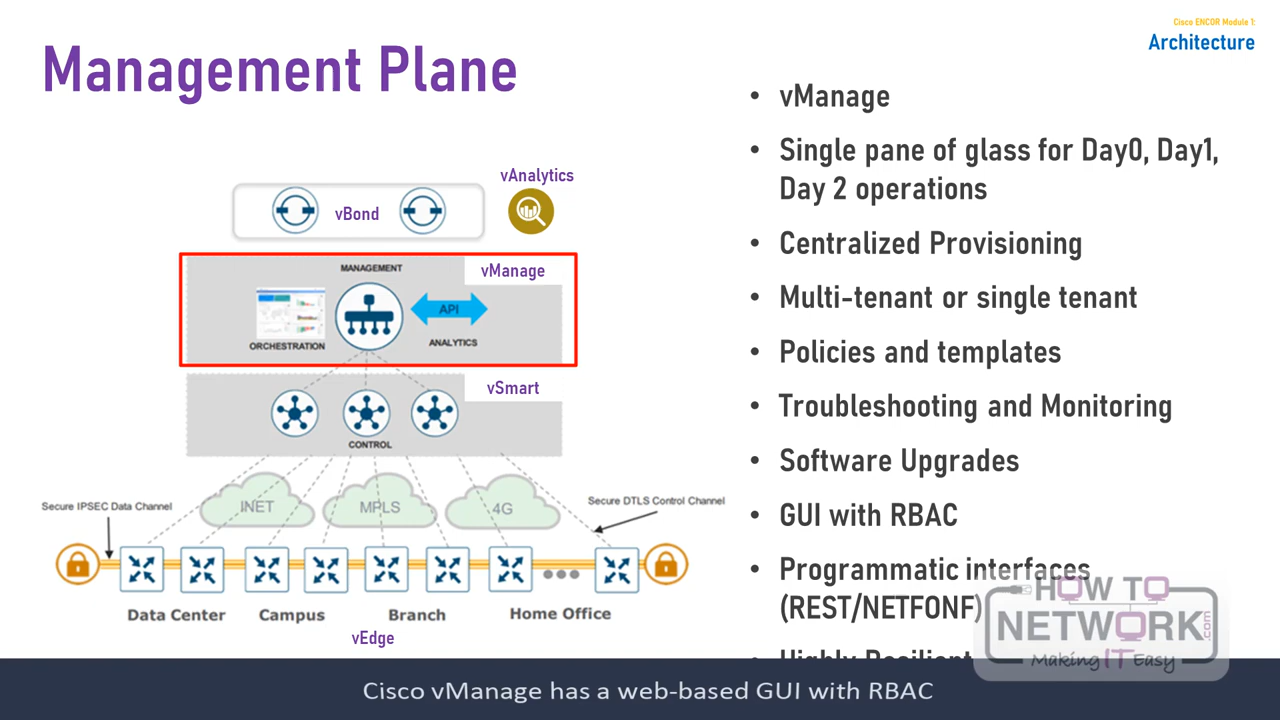 Cisco ENCOR Module 1:
Architecture
Management Plane
• vManage
• Single pane of glass for Day0, Day1,
Day 2 operations
• Centralized Provisioning
• Multi-tenant or single tenant
• Policies and templates
• Troubleshooting and Monitoring
• Software Upgrades
• GUI with RBAC
• Programmatic interfaces
(REST/NETFONF)
• Highly Resilient
vAnalytics
vBond
MANAGEMENT
vManage
API
ORCHESTRATION
ANALYTICS
vSmart
CONTROL
Secure IPSEC Data Channel
INET
MPLS
4G
Secure DTLS Control Channel
Data Center
Campus
Branch
Home Office
vEdge
HOW TO
NETWORK.com
Making IT Easy
Cisco vManage has a web-based GUI with RBAC